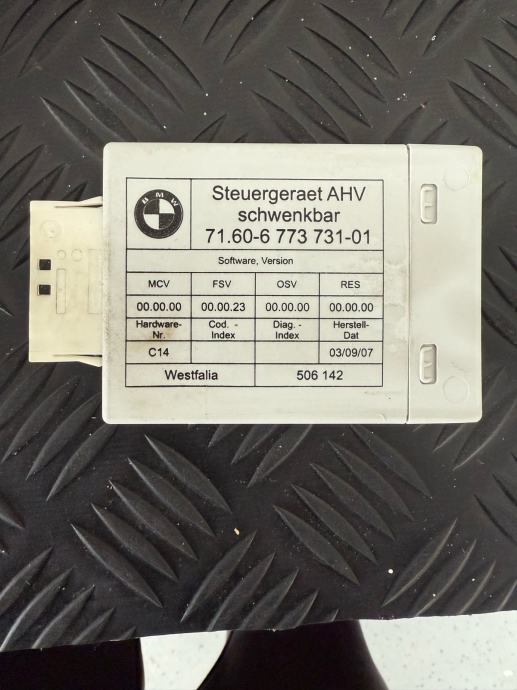 BMW
Steuergeraet AHV
schwenkbar
71.60-6 773 731-01
Software, Version
MCV FSV OSV RES
00.00.00 00.00.23 00.00.00 00.00.00
Hardware-Nr. Cod. -Index Diag. -Index Herstell-Dat
C14 03/09/07
Westfalia 506 142